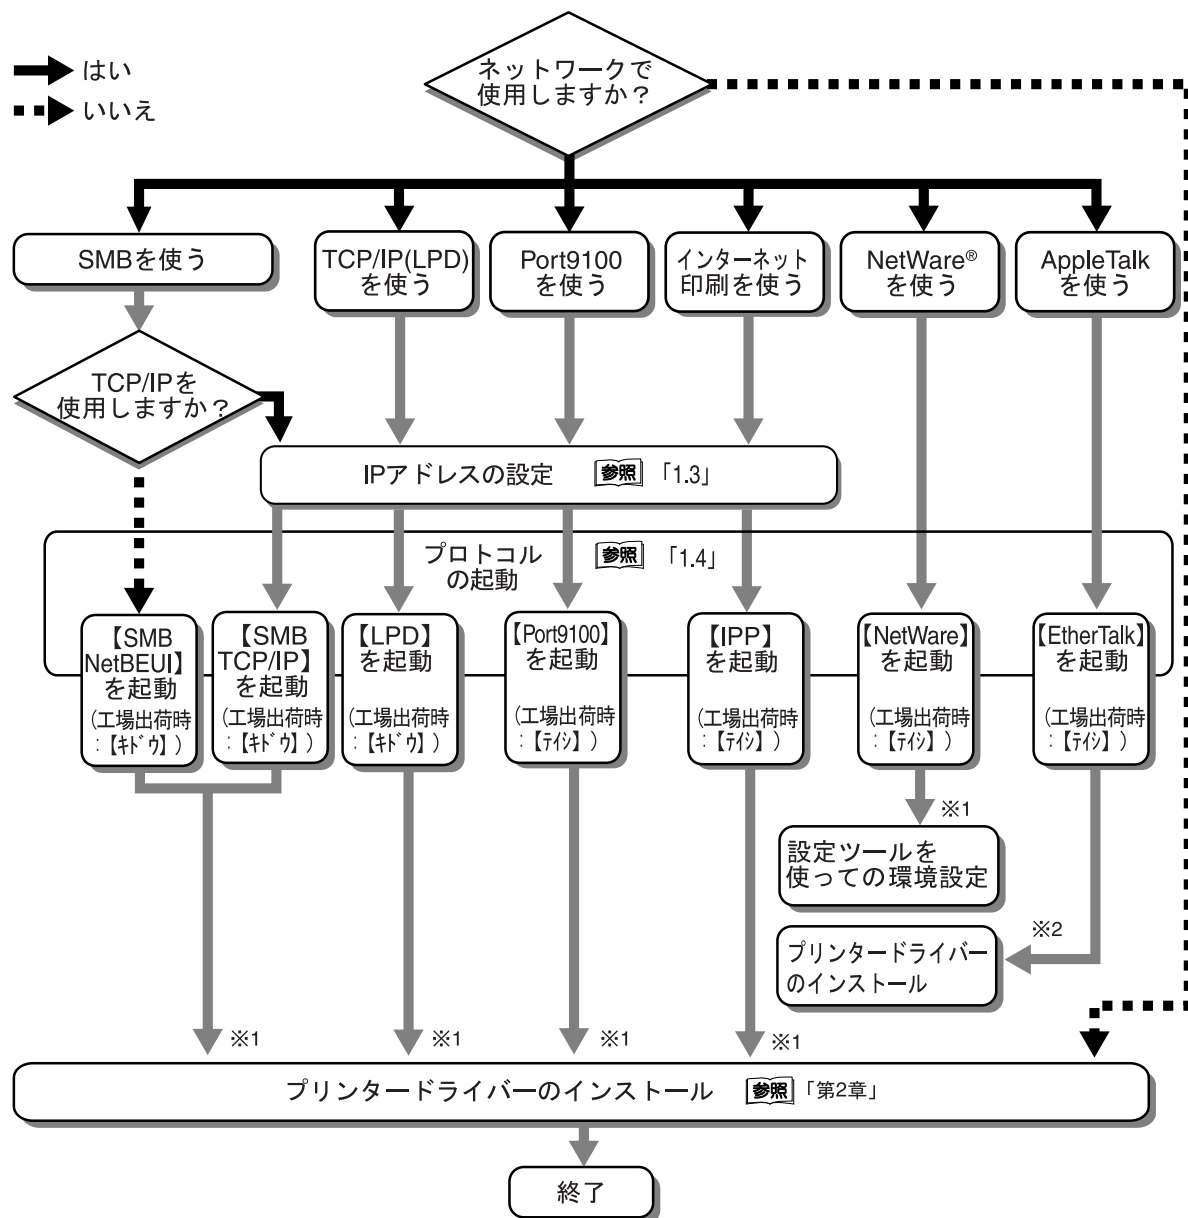 はい
いいえ
ネットワークで
使用しますか？
SMBを使う
TCP/IP(LPD)
を使う
Port9100
を使う
インターネット
印刷を使う
NetWare®
を使う
AppleTalk
を使う
TCP/IPを
使用しますか？
IPアドレスの設定 参照 「1.3」
プロトコル
の起動
参照 「1.4」
【SMB
NetBEUI】
を起動
（工場出荷時
：【ｷﾄﾞｳ】）
【SMB
TCP/IP】
を起動
（工場出荷時
：【ｷﾄﾞｳ】）
【LPD】
を起動
（工場出荷時
：【ｷﾄﾞｳ】）
【Port9100】
を起動
（工場出荷時
：【ﾃｲｼ】）
【IPP】
を起動
（工場出荷時
：【ﾃｲｼ】）
【NetWare】
を起動
（工場出荷時
：【ﾃｲｼ】）
【EtherTalk】
を起動
（工場出荷時
：【ﾃｲｼ】）
※1
設定ツールを
使っての環境設定
※2
プリンタードライバー
のインストール
※1
※1
※1
※1
プリンタードライバーのインストール 参照 「第2章」
終了